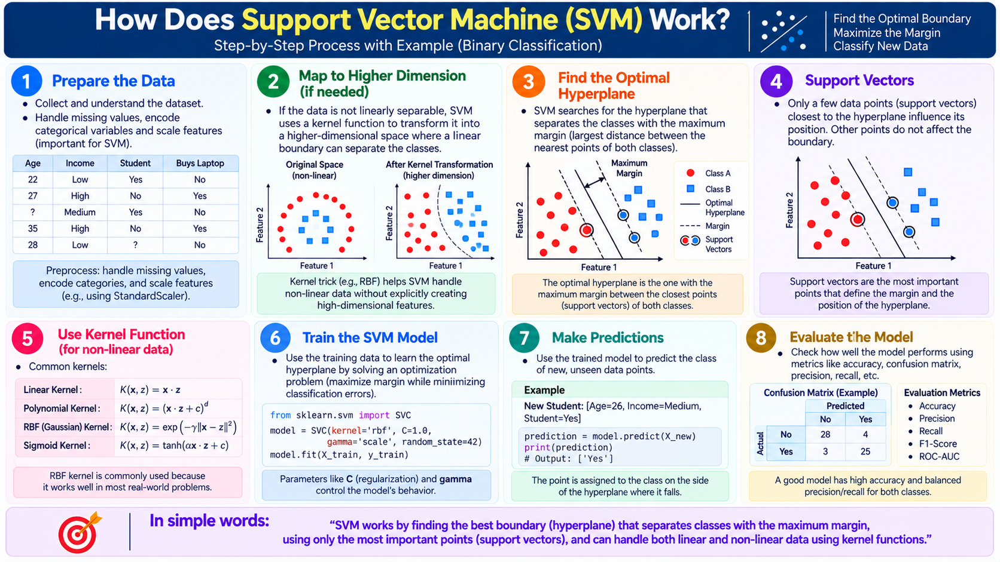 How Does Support Vector Machine (SVM) Work?
Step-by-Step Process with Example (Binary Classification)
Find the Optimal Boundary
Maximize the Margin
Classify New Data
1
Prepare the Data
• Collect and understand the dataset.
• Handle missing values, encode
categorical variables and scale features
(important for SVM).
Age Income Student Buys Laptop
22 Low Yes No
27 High No Yes
? Medium Yes No
35 High No Yes
28 Low ? No
Preprocess: handle missing values,
encode categories, and scale features
(e.g., using StandardScaler).
2
Map to Higher Dimension
(if needed)
• If the data is not linearly separable, SVM
uses a kernel function to transform it into
a higher-dimensional space where a linear
boundary can separate the classes.
Original Space
(non-linear)
Feature 2
Feature 1
After Kernel Transformation
(higher dimension)
Feature 2
Feature 1
Kernel trick (e.g., RBF) helps SVM handle
non-linear data without explicitly creating
high-dimensional features.
3
Find the Optimal
Hyperplane
• SVM searches for the hyperplane that
separates the classes with the maximum
margin (largest distance between the
nearest points of both classes).
Maximum
Margin
Feature 2
Feature 1
Class A
Class B
Optimal
Hyperplane
Margin
Support
Vectors
The optimal hyperplane is the one with the
maximum margin between the closest points
(support vectors) of both classes.
4
Support Vectors
• Only a few data points (support vectors)
closest to the hyperplane influence its
position. Other points do not affect the
boundary.
Feature 2
Feature 1
Support vectors are the most important
points that define the margin and the
position of the hyperplane.
5
Use Kernel Function
(for non-linear data)
• Common kernels:
Linear Kernel: K(x, z) = x · z
Polynomial Kernel: K(x, z) = (x · z + c)^d
RBF (Gaussian) Kernel: K(x, z) = exp(−γ‖x − z‖²)
Sigmoid Kernel: K(x, z) = tanh(αx · z + c)
RBF kernel is commonly used because
it works well in most real-world problems.
6
Train the SVM Model
• Use the training data to learn the optimal
hyperplane by solving an optimization
problem (maximize margin while miniimizing
classification errors).
from sklearn.svm import SVC
model = SVC(kernel='rbf', C=1.0,
gamma='scale', random_state=42)
model.fit(X_train, y_train)
Parameters like C (regularization) and gamma
control the model's behavior.
7
Make Predictions
• Use the trained model to predict the class
of new, unseen data points.
Example
New Student: [Age=26, Income=Medium,
Student=Yes]
prediction = model.predict(X_new)
print(prediction)
# Output: ['Yes']
The point is assigned to the class on the side
of the hyperplane where it falls.
8
Evaluate the Model
• Check how well the model performs using
metrics like accuracy, confusion matrix,
precision, recall, etc.
Confusion Matrix (Example)
Predicted
No Yes
Actual
No 28 4
Yes 3 25
Evaluation Metrics
• Accuracy
• Precision
• Recall
• F1-Score
• ROC-AUC
A good model has high accuracy and balanced
precision/recall for both classes.
In simple words:
“SVM works by finding the best boundary (hyperplane) that separates classes with the maximum margin,
using only the most important points (support vectors), and can handle both linear and non-linear data using kernel functions.”